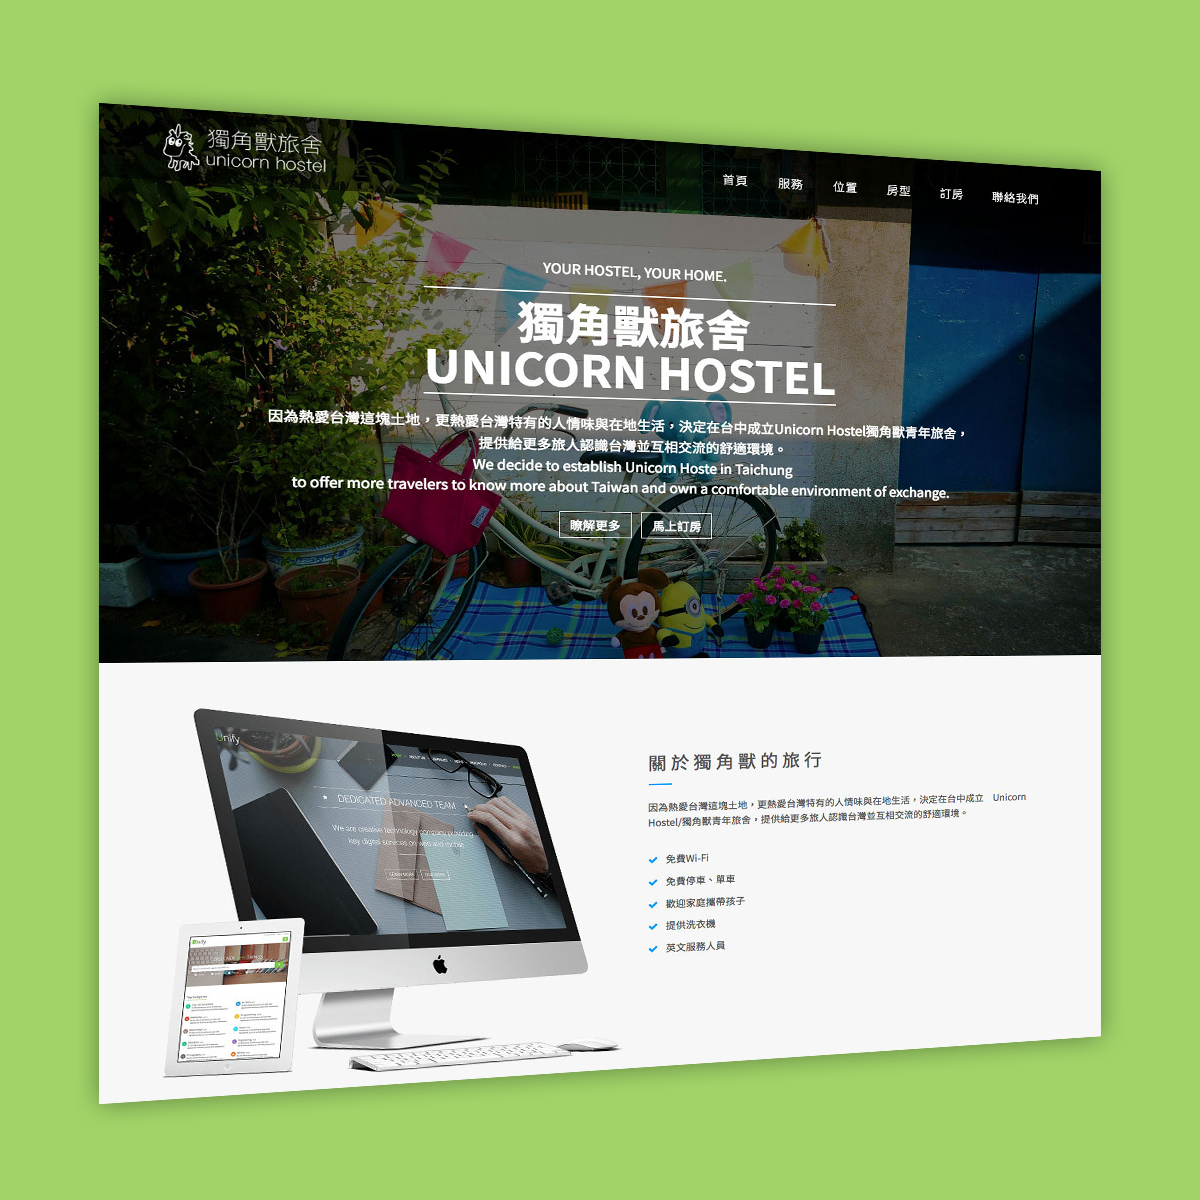 獨角獸旅舍
unicorn hostel
首頁 服務 位置 房型 訂房 聯絡我們
YOUR HOSTEL, YOUR HOME.
獨角獸旅舍
UNICORN HOSTEL
因為熱愛台灣這塊土地，更熱愛台灣特有的人情味與在地生活，決定在台中成立Unicorn Hostel獨角獸青年旅舍，
提供給更多旅人認識台灣並互相交流的舒適環境。
We decide to establish Unicorn Hoste in Taichung
to offer more travelers to know more about Taiwan and own a comfortable environment of exchange.
瞭解更多 馬上訂房
關於獨角獸的旅行
因為熱愛台灣這塊土地，更熱愛台灣特有的人情味與在地生活，決定在台中成立 Unicorn
Hostel/獨角獸青年旅舍，提供給更多旅人認識台灣並互相交流的舒適環境。
免費Wi-Fi
免費停車、單車
歡迎家庭攜帶孩子
提供洗衣機
英文服務人員
Unify
DEDICATED ADVANCED TEAM
We are creative technology company providing
key digital services on web and mobile
Unify